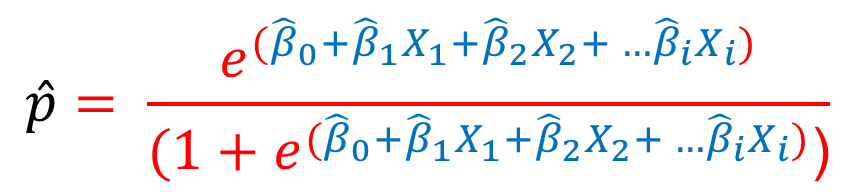 p̂ = e^(β̂₀+β̂₁X₁+β̂₂X₂+ …β̂ᵢXᵢ) / (1 + e^(β̂₀+β̂₁X₁+β̂₂X₂+ …β̂ᵢXᵢ))